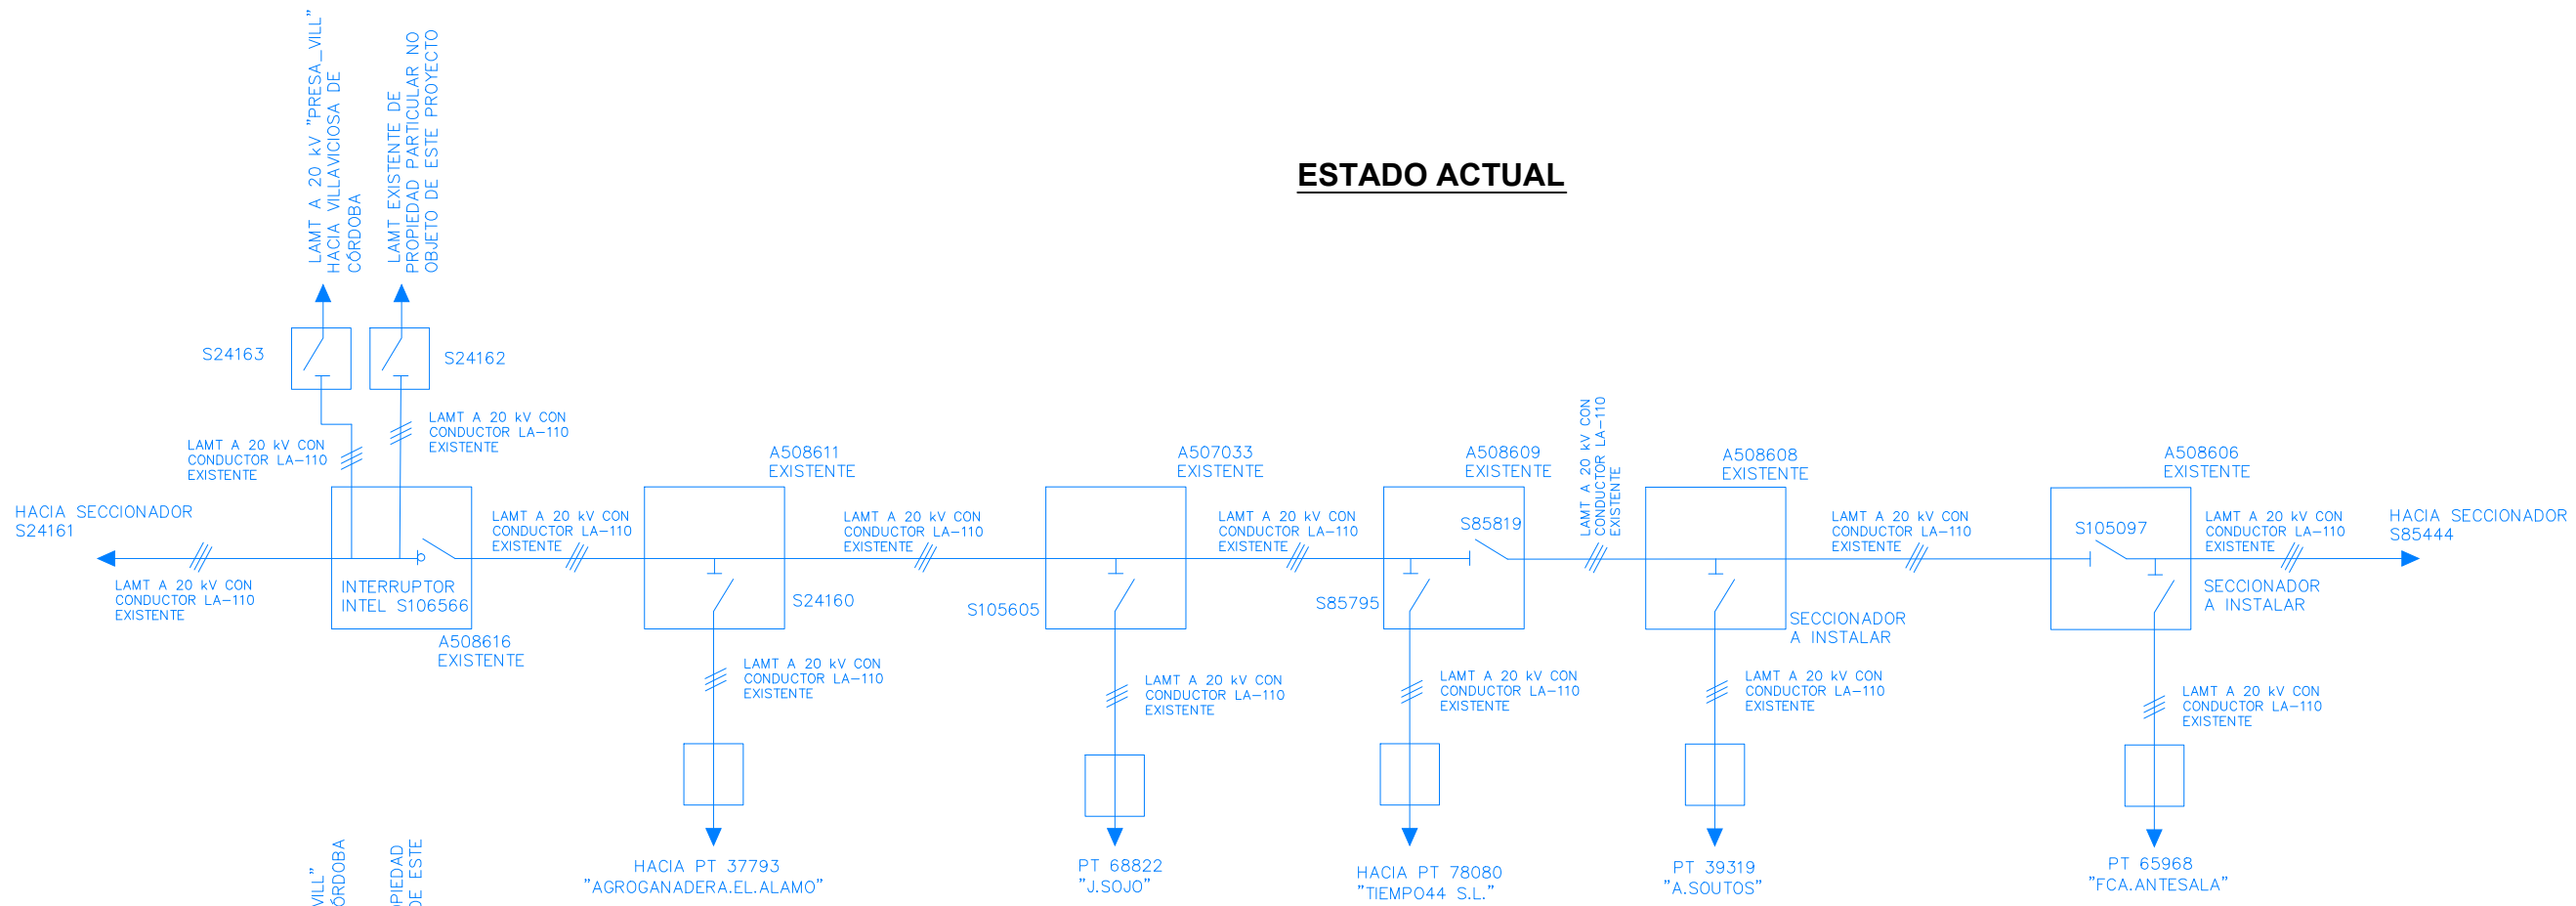 ESTADO ACTUAL
LAMT A 20 kV "PRESA_VILL"
HACIA VILLAVICIOSA DE
CÓRDOBA
LAMT EXISTENTE DE
PROPIEDAD PARTICULAR NO
OBJETO DE ESTE PROYECTO
S24163
S24162
LAMT A 20 kV CON
CONDUCTOR LA-110
EXISTENTE
LAMT A 20 kV CON
CONDUCTOR LA-110
EXISTENTE
HACIA SECCIONADOR
S24161
LAMT A 20 kV CON
CONDUCTOR LA-110
EXISTENTE
INTERRUPTOR
INTEL S106566
A508616
EXISTENTE
LAMT A 20 kV CON
CONDUCTOR LA-110
EXISTENTE
A508611
EXISTENTE
S24160
LAMT A 20 kV CON
CONDUCTOR LA-110
EXISTENTE
HACIA PT 37793
"AGROGANADERA.EL.ALAMO"
LAMT A 20 kV CON
CONDUCTOR LA-110
EXISTENTE
A507033
EXISTENTE
S105605
LAMT A 20 kV CON
CONDUCTOR LA-110
EXISTENTE
PT 68822
"J.SOJO"
LAMT A 20 kV CON
CONDUCTOR LA-110
EXISTENTE
A508609
EXISTENTE
S85819
S85795
LAMT A 20 kV CON
CONDUCTOR LA-110
EXISTENTE
HACIA PT 78080
"TIEMPO44 S.L."
LAMT A 20 kV CON
CONDUCTOR LA-110
EXISTENTE
A508608
EXISTENTE
SECCIONADOR
A INSTALAR
LAMT A 20 kV CON
CONDUCTOR LA-110
EXISTENTE
PT 39319
"A.SOUTOS"
LAMT A 20 kV CON
CONDUCTOR LA-110
EXISTENTE
A508606
EXISTENTE
S105097
LAMT A 20 kV CON
CONDUCTOR LA-110
EXISTENTE
SECCIONADOR
A INSTALAR
HACIA SECCIONADOR
S85444
LAMT A 20 kV CON
CONDUCTOR LA-110
EXISTENTE
PT 65968
"FCA.ANTESALA"
VILL"
ÓRDOBA
OPIEDAD
DE ESTE